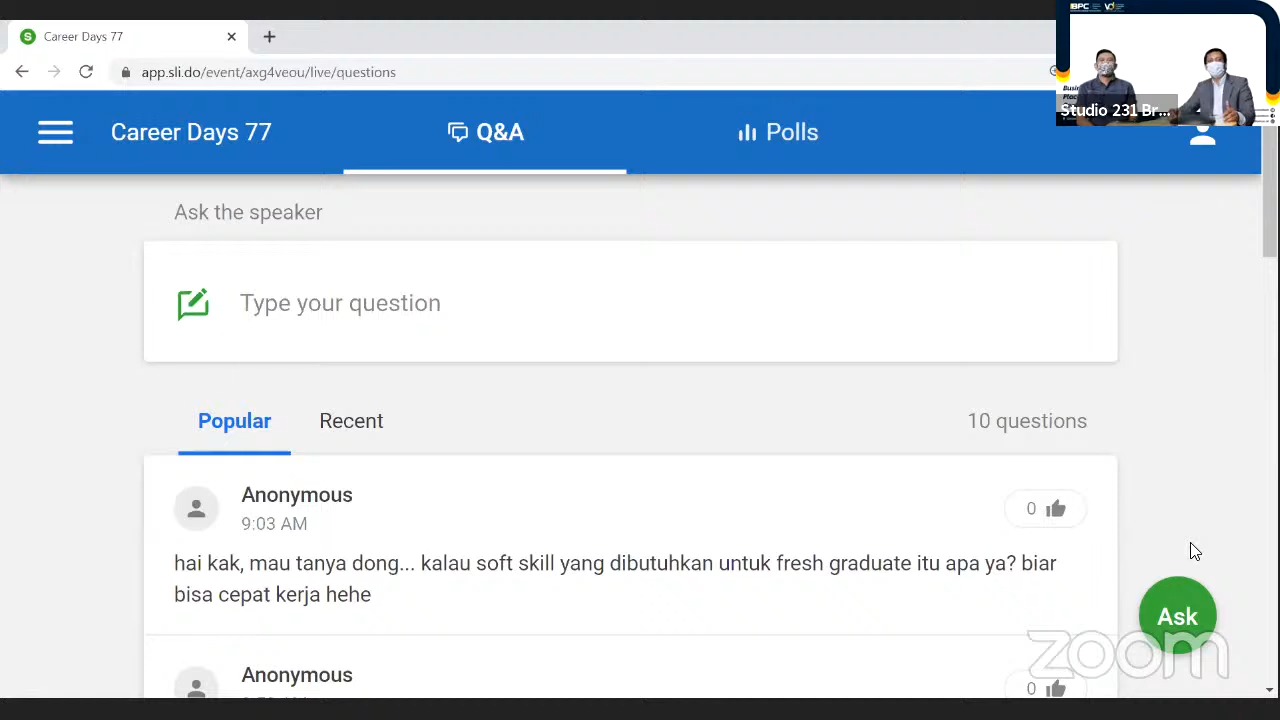 Career Days 77
app.sli.do/event/axg4veou/live/questions
BPC
Studio 231 Br...
Career Days 77
Q&A
Polls
Ask the speaker
Type your question
Popular
Recent
10 questions
Anonymous
0
9:03 AM
hai kak, mau tanya dong... kalau soft skill yang dibutuhkan untuk fresh graduate itu apa ya? biar
bisa cepat kerja hehe
Ask
zoom
Anonymous
0